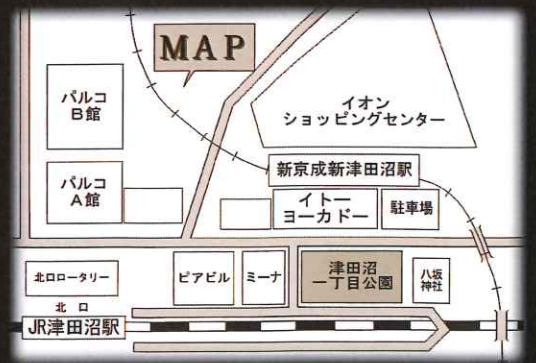 MAP
パルコ
B館
イオン
ショッピングセンター
新京成新津田沼駅
パルコ
A館
イトー
ヨーカドー
駐車場
北口ロータリー
ピアビル
ミーナ
津田沼
一丁目公園
八坂
神社
北口
JR津田沼駅